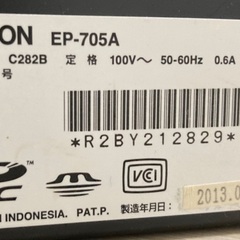 ON EP-705A
C282B 定格 100V～ 50-60Hz 0.6A
号
*R2BY212829*
VCI
2013.0
N INDONESIA. PAT.P. 製造年月日: